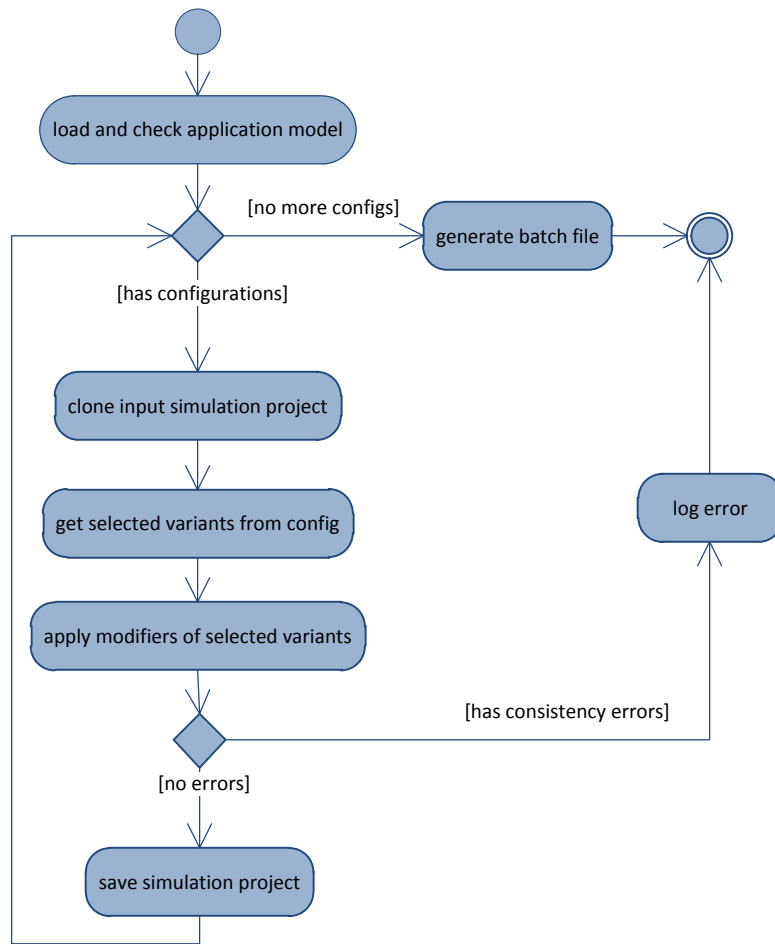 load and check application model
[no more configs]
generate batch file
[has configurations]
clone input simulation project
get selected variants from config
log error
apply modifiers of selected variants
[has consistency errors]
[no errors]
save simulation project